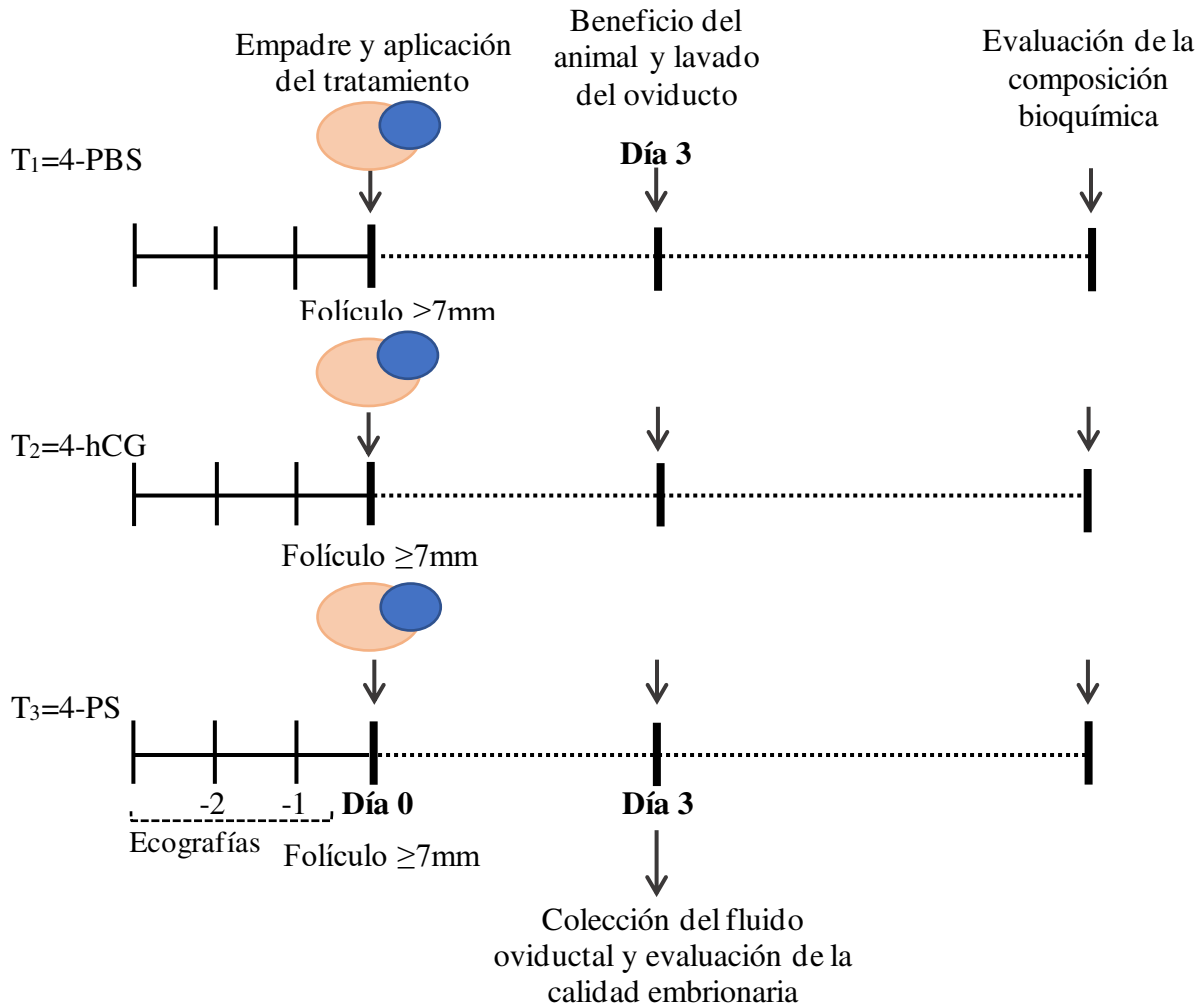 Empadre y aplicación
del tratamiento
Beneficio del
animal y lavado
del oviducto
Día 3
Evaluación de la
composición
bioquímica
T1=4-PBS
Folículo ≥7mm
T2=4-hCG
Folículo ≥7mm
T3=4-PS
-2 -1 Día 0 Día 3
Ecografías
Folículo ≥7mm
Colección del fluido
oviductal y evaluación de la
calidad embrionaria